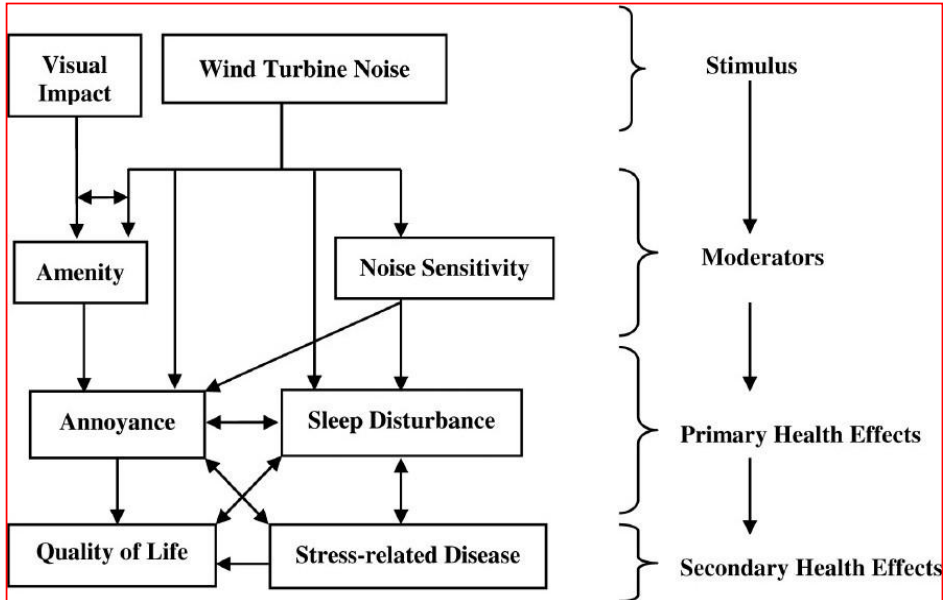 Visual
Impact
Wind Turbine Noise
Stimulus
Amenity
Noise Sensitivity
Moderators
Annoyance
Sleep Disturbance
Primary Health Effects
Quality of Life
Stress-related Disease
Secondary Health Effects